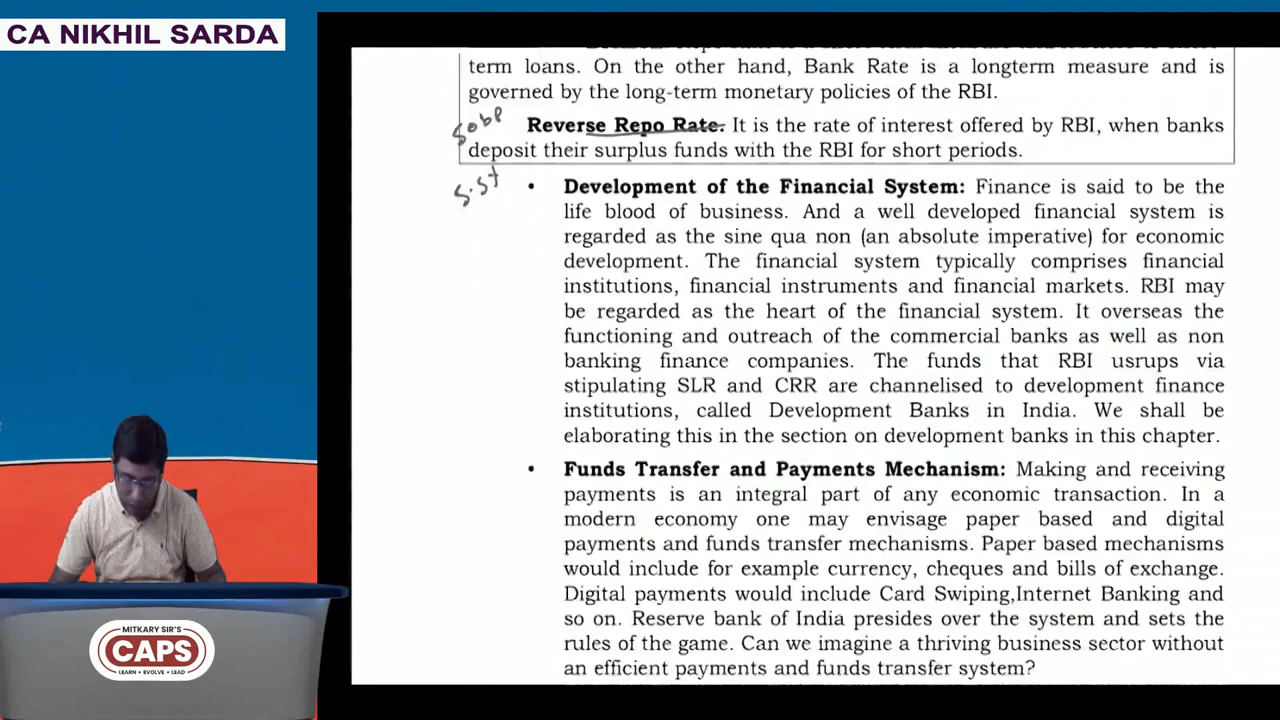 CA NIKHIL SARDA
term loans. On the other hand, Bank Rate is a longterm measure and is
governed by the long-term monetary policies of the RBI.
Reverse Repo Rate. It is the rate of interest offered by RBI, when banks
deposit their surplus funds with the RBI for short periods.
• Development of the Financial System: Finance is said to be the
life blood of business. And a well developed financial system is
regarded as the sine qua non (an absolute imperative) for economic
development. The financial system typically comprises financial
institutions, financial instruments and financial markets. RBI may
be regarded as the heart of the financial system. It overseas the
functioning and outreach of the commercial banks as well as non
banking finance companies. The funds that RBI usrups via
stipulating SLR and CRR are channelised to development finance
institutions, called Development Banks in India. We shall be
elaborating this in the section on development banks in this chapter.
• Funds Transfer and Payments Mechanism: Making and receiving
payments is an integral part of any economic transaction. In a
modern economy one may envisage paper based and digital
payments and funds transfer mechanisms. Paper based mechanisms
would include for example currency, cheques and bills of exchange.
Digital payments would include Card Swiping,Internet Banking and
so on. Reserve bank of India presides over the system and sets the
rules of the game. Can we imagine a thriving business sector without
an efficient payments and funds transfer system?
MITKARY SIR'S
CAPS
LEARN • EVOLVE • LEAD